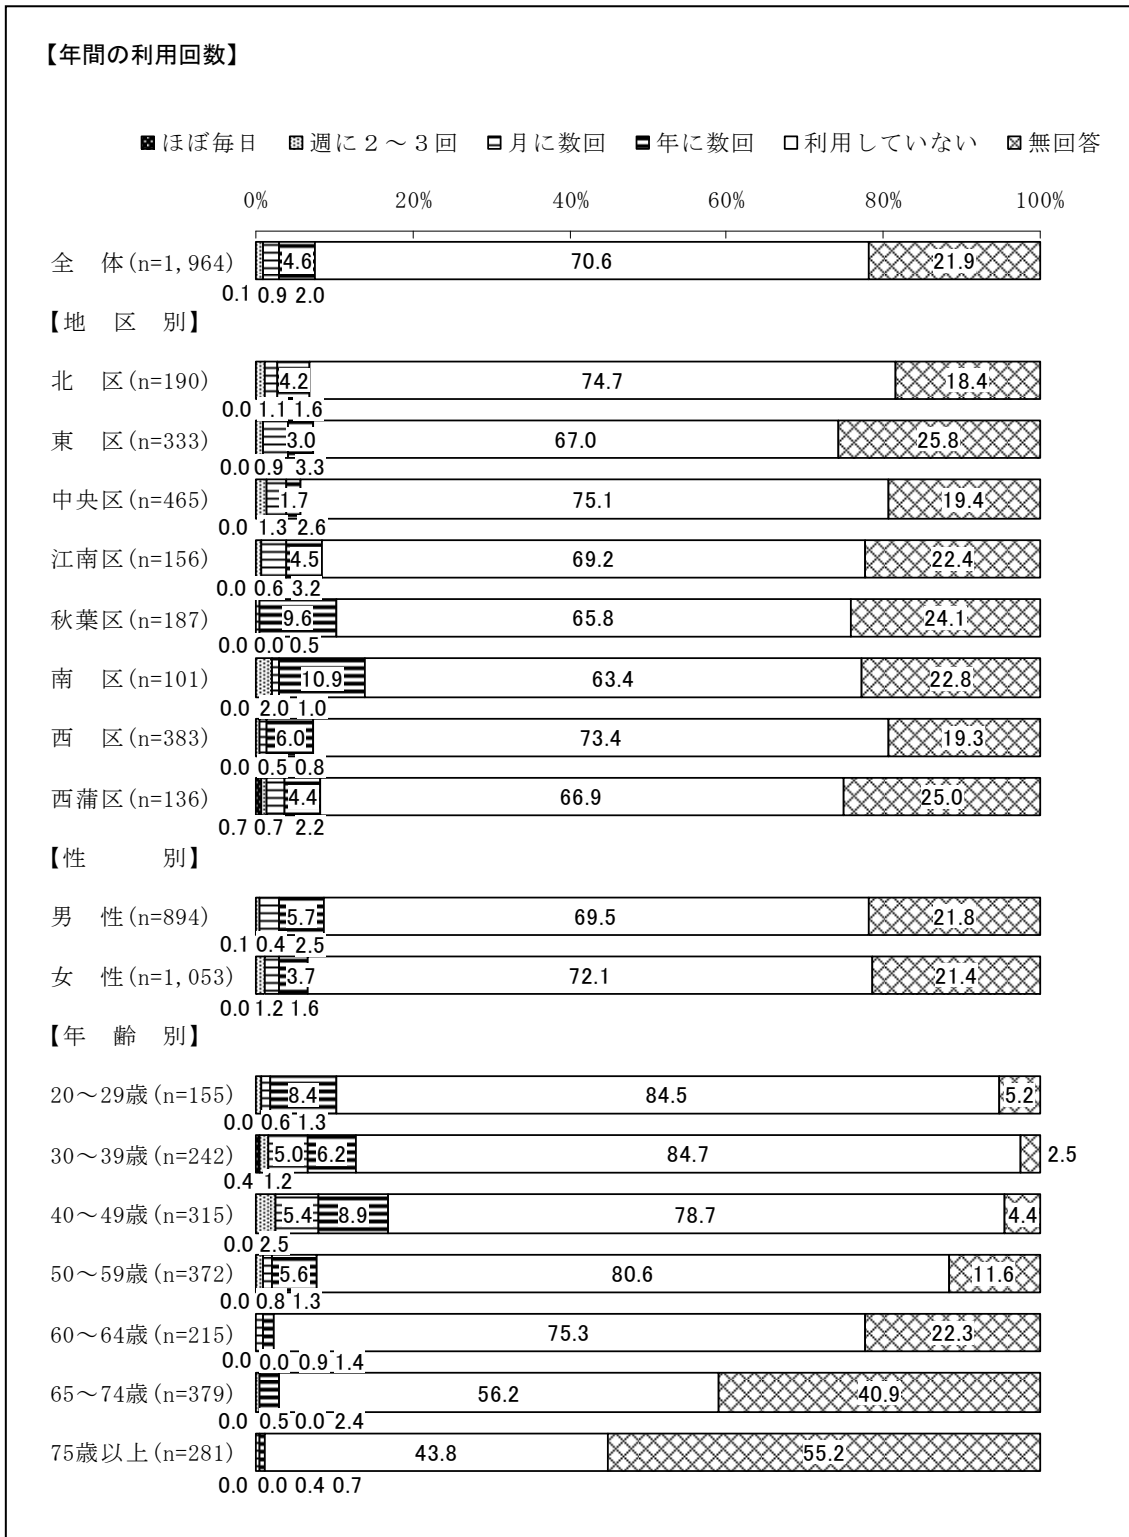 【年間の利用回数】
ほぼ毎日 週に２～３回 月に数回 年に数回 利用していない 無回答
0% 20% 40% 60% 80% 100%
全　体(n=1,964) 4.6 70.6 21.9
0.1 0.9 2.0
【地　区　別】
北　区(n=190) 4.2 74.7 18.4
0.0 1.1 1.6
東　区(n=333) 3.0 67.0 25.8
0.0 0.9 3.3
中央区(n=465) 1.7 75.1 19.4
0.0 1.3 2.6
江南区(n=156) 4.5 69.2 22.4
0.0 0.6 3.2
秋葉区(n=187) 9.6 65.8 24.1
0.0 0.0 0.5
南　区(n=101) 10.9 63.4 22.8
0.0 2.0 1.0
西　区(n=383) 6.0 73.4 19.3
0.0 0.5 0.8
西蒲区(n=136) 4.4 66.9 25.0
0.7 0.7 2.2
【性　　　別】
男　性(n=894) 5.7 69.5 21.8
0.1 0.4 2.5
女　性(n=1,053) 3.7 72.1 21.4
0.0 1.2 1.6
【年　齢　別】
20～29歳(n=155) 8.4 84.5 5.2
0.0 0.6 1.3
30～39歳(n=242) 5.0 6.2 84.7 2.5
0.4 1.2
40～49歳(n=315) 5.4 8.9 78.7 4.4
0.0 2.5
50～59歳(n=372) 5.6 80.6 11.6
0.0 0.8 1.3
60～64歳(n=215) 75.3 22.3
0.0 0.0 0.9 1.4
65～74歳(n=379) 56.2 40.9
0.0 0.5 0.0 2.4
75歳以上(n=281) 43.8 55.2
0.0 0.0 0.4 0.7